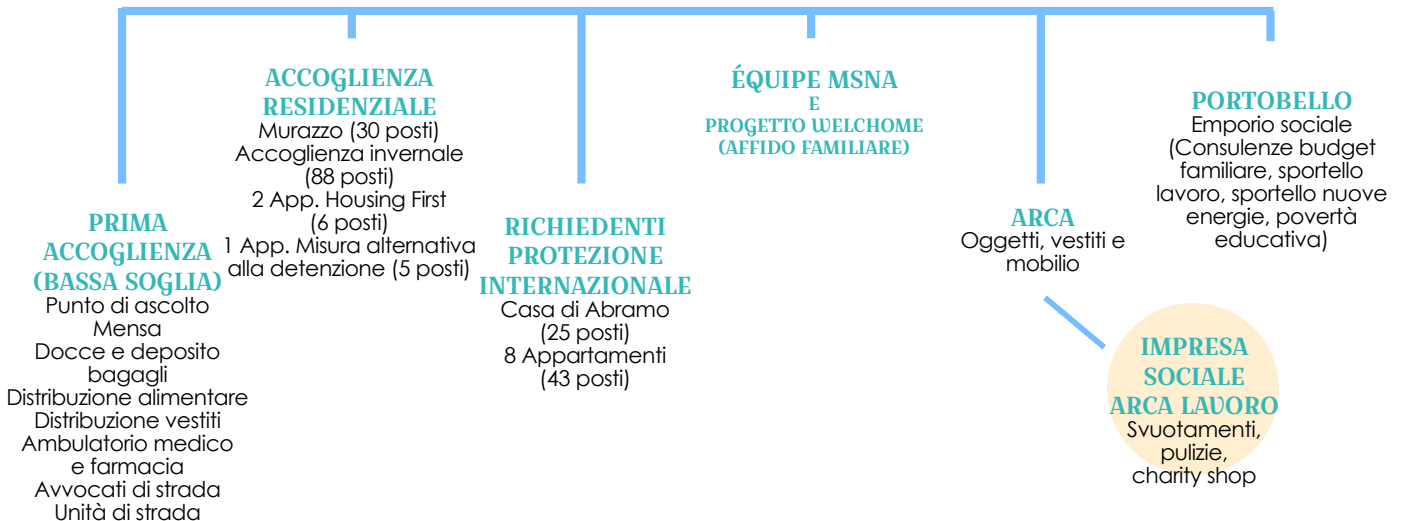 PRIMA
ACCOGLIENZA
(BASSA SOGLIA)
Punto di ascolto
Mensa
Docce e deposito
bagagli
Distribuzione alimentare
Distribuzione vestiti
Ambulatorio medico
e farmacia
Avvocati di strada
Unità di strada
ACCOGLIENZA
RESIDENZIALE
Murazzo (30 posti)
Accoglienza invernale
(88 posti)
2 App. Housing First
(6 posti)
1 App. Misura alternativa
alla detenzione (5 posti)
RICHIEDENTI
PROTEZIONE
INTERNAZIONALE
Casa di Abramo
(25 posti)
8 Appartamenti
(43 posti)
ÉQUIPE MSNA
E
PROGETTO WELCHOME
(AFFIDO FAMILIARE)
ARCA
Oggetti, vestiti e
mobilio
IMPRESA
SOCIALE
ARCA LAVORO
Svuotamenti,
pulizie,
charity shop
PORTOBELLO
Emporio sociale
(Consulenze budget
familiare, sportello
lavoro, sportello nuove
energie, povertà
educativa)